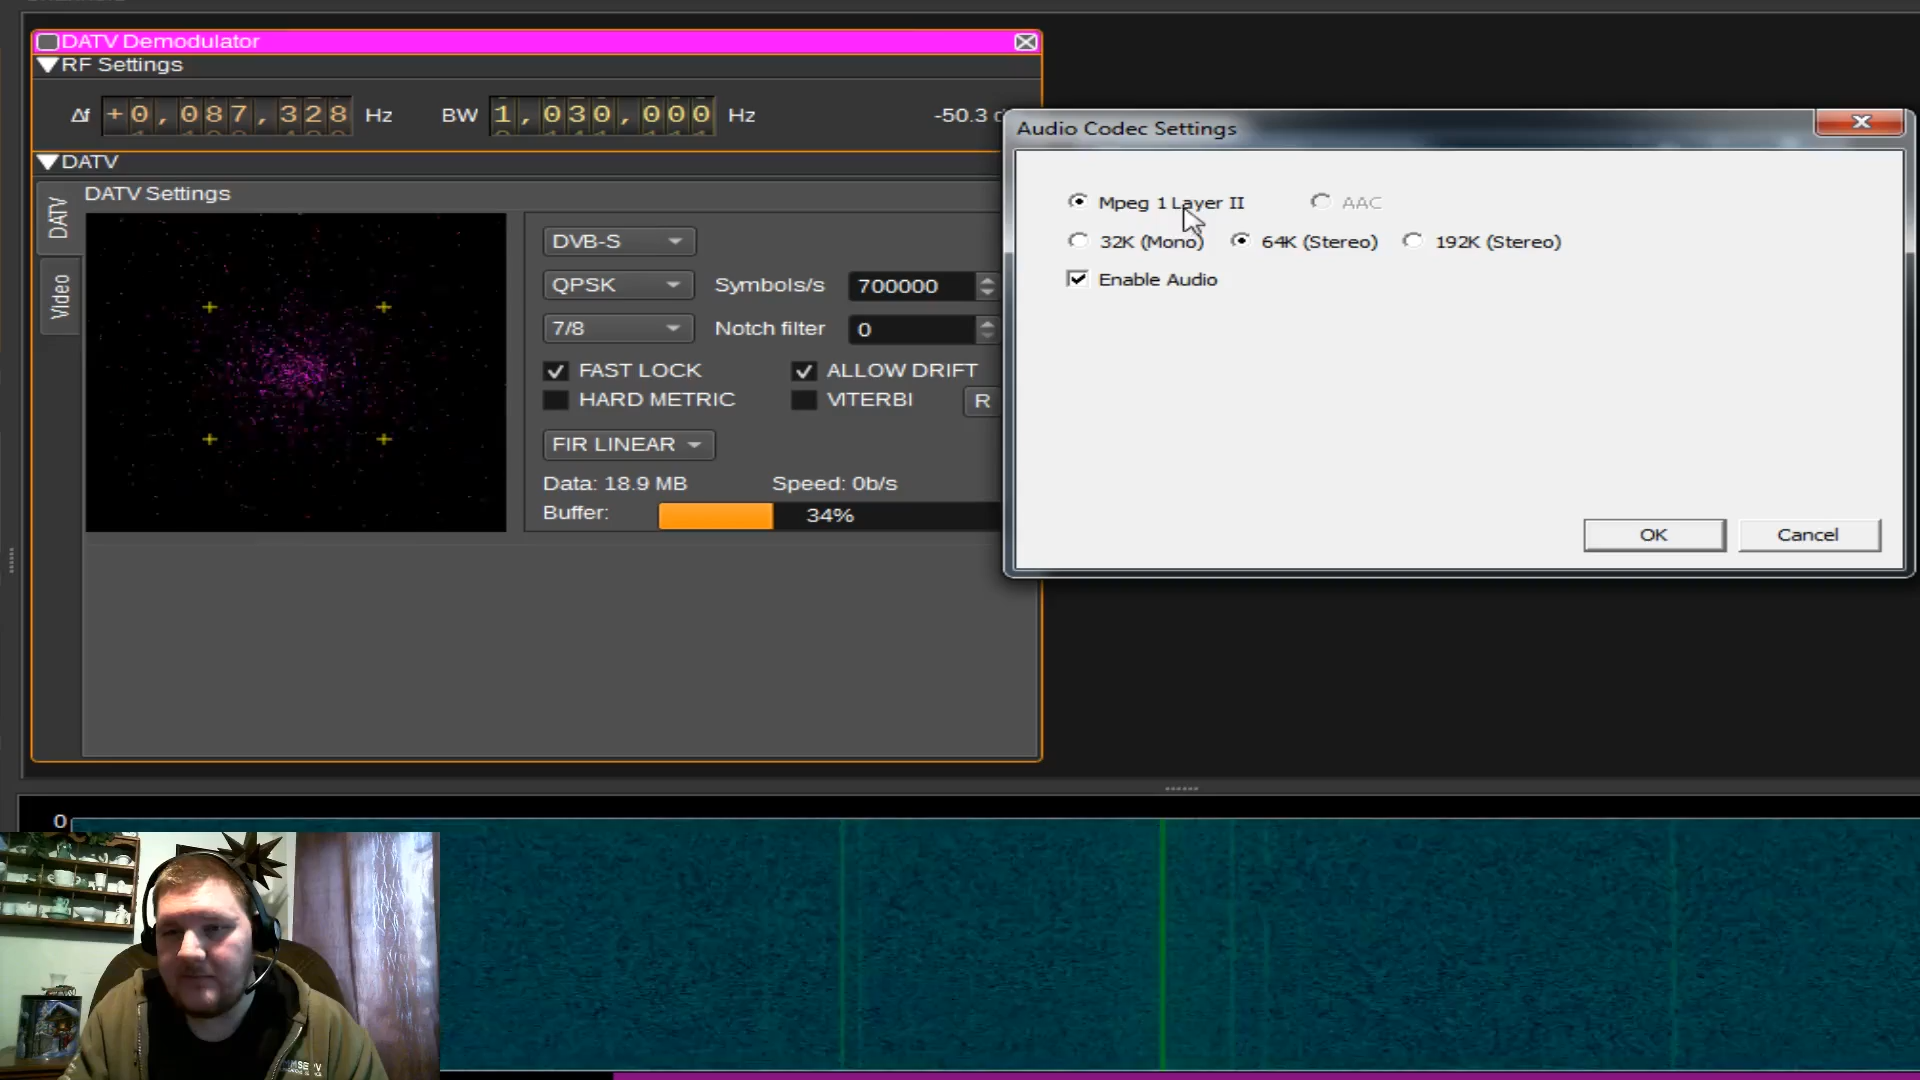 DATV Demodulator
RF Settings
Δf +0,087,328 Hz BW 1,030,000 Hz -50.3
DATV
DATV
Video
DATV Settings
DVB-S
QPSK Symbols/s 700000
7/8 Notch filter 0
FAST LOCK ALLOW DRIFT
HARD METRIC VITERBI R
FIR LINEAR
Data: 18.9 MB Speed: 0b/s
Buffer: 34%
Audio Codec Settings
Mpeg 1 Layer II AAC
32K (Mono) 64K (Stereo) 192K (Stereo)
Enable Audio
OK Cancel
0